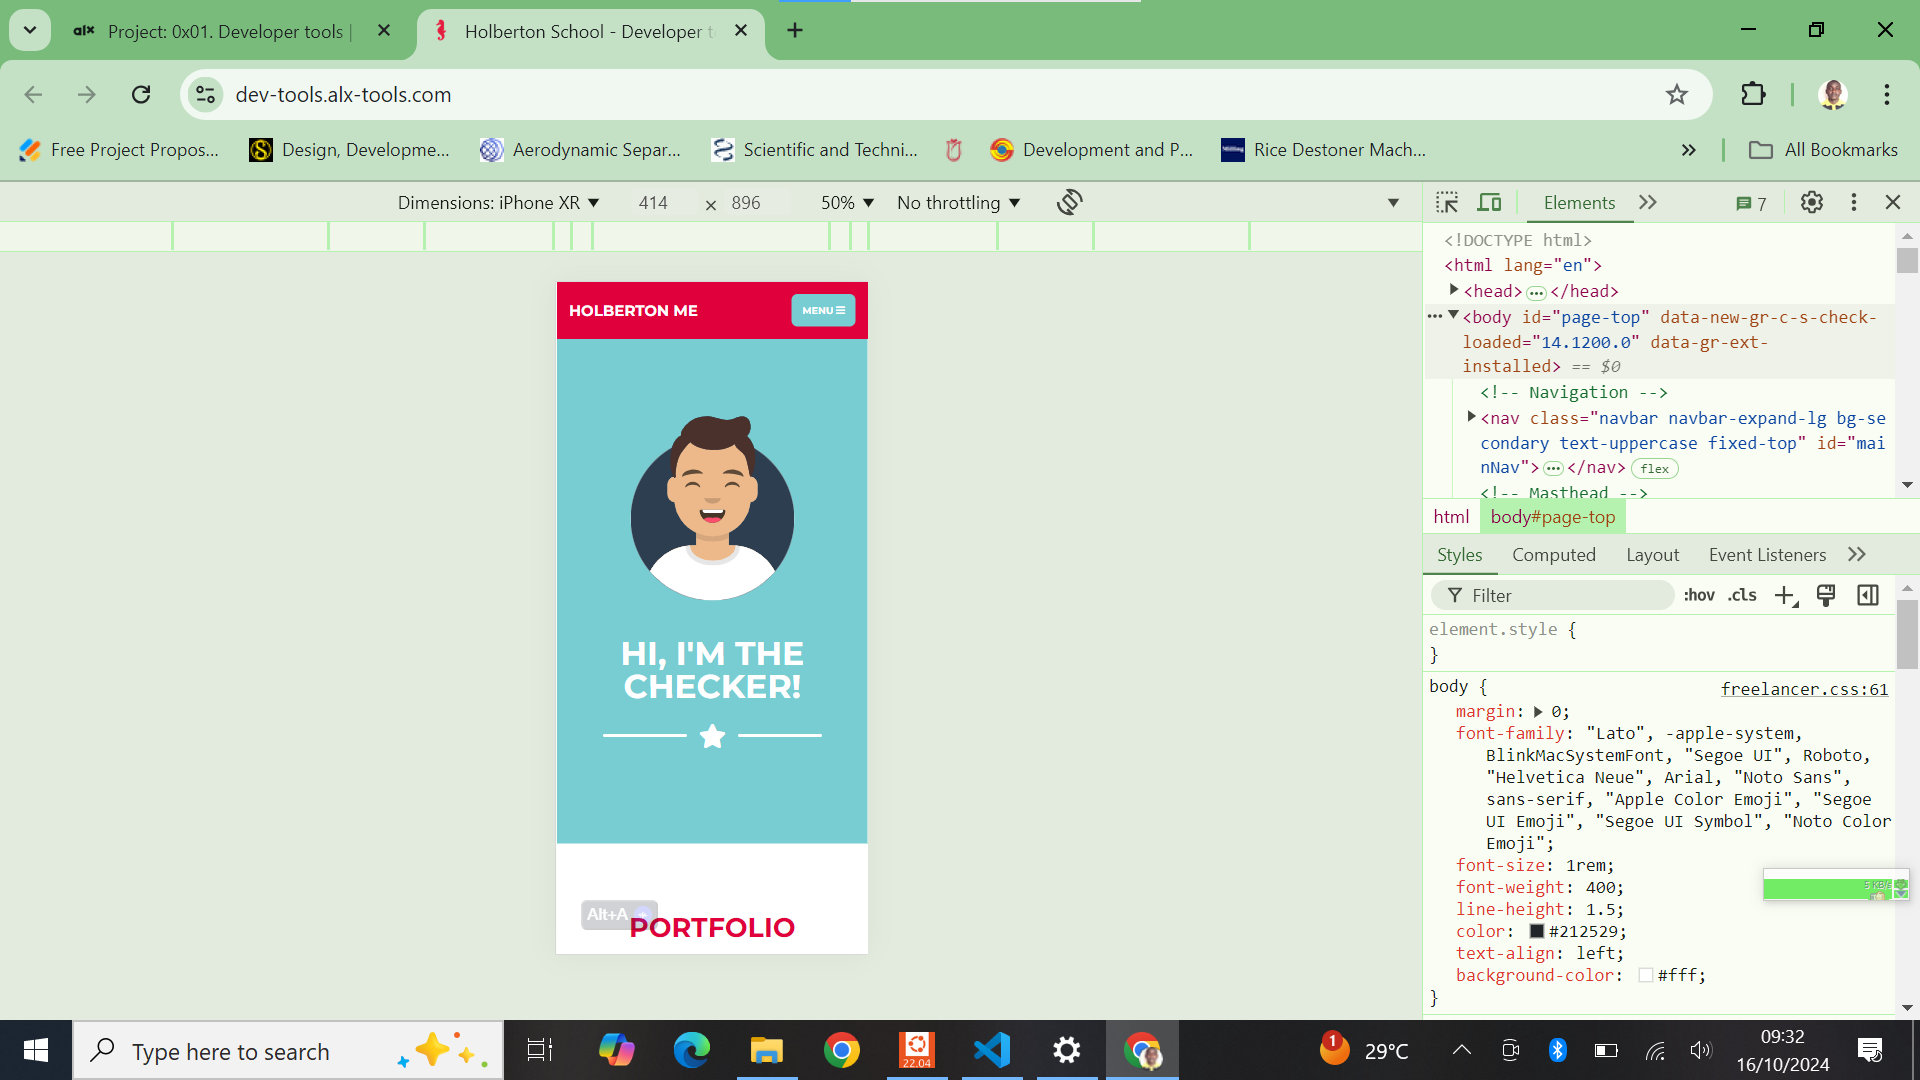 alx Project: 0x01. Developer tools |
Holberton School - Developer t
dev-tools.alx-tools.com
Free Project Propos...
Design, Developme...
Aerodynamic Separ...
Scientific and Techni...
Development and P...
Rice Destoner Mach...
All Bookmarks
Dimensions: iPhone XR 414 × 896 50% No throttling
Elements 7
<!DOCTYPE html>
<html lang="en">
<head> ... </head>
... <body id="page-top" data-new-gr-c-s-check-
loaded="14.1200.0" data-gr-ext-
installed> == $0
<!-- Navigation -->
<nav class="navbar navbar-expand-lg bg-se
condary text-uppercase fixed-top" id="mai
nNav"> ... </nav> flex
<!-- Masthead -->
html body#page-top
Styles Computed Layout Event Listeners
Filter :hov .cls
element.style {
}
body { freelancer.css:61
margin: 0;
font-family: "Lato", -apple-system,
BlinkMacSystemFont, "Segoe UI", Roboto,
"Helvetica Neue", Arial, "Noto Sans",
sans-serif, "Apple Color Emoji", "Segoe
UI Emoji", "Segoe UI Symbol", "Noto Color
Emoji";
font-size: 1rem;
font-weight: 400;
line-height: 1.5;
color: #212529;
text-align: left;
background-color: #fff;
}
HOLBERTON ME
MENU
HI, I'M THE
CHECKER!
Alt+A
PORTFOLIO
5 KB/s
Type here to search
22.04
1
29°C
09:32
16/10/2024